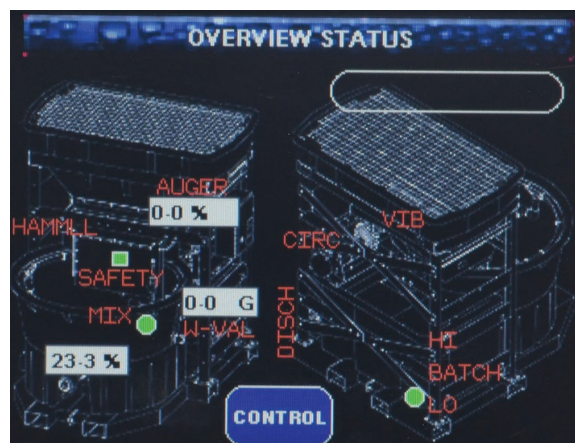 OVERVIEW STATUS
AUGER
0-0 %
HAMMLL
SAFETY
MIX
0-0 G
W-VAL
23-3 %
VIB
CIRC
DISCH
HI
BATCH
LO
CONTROL